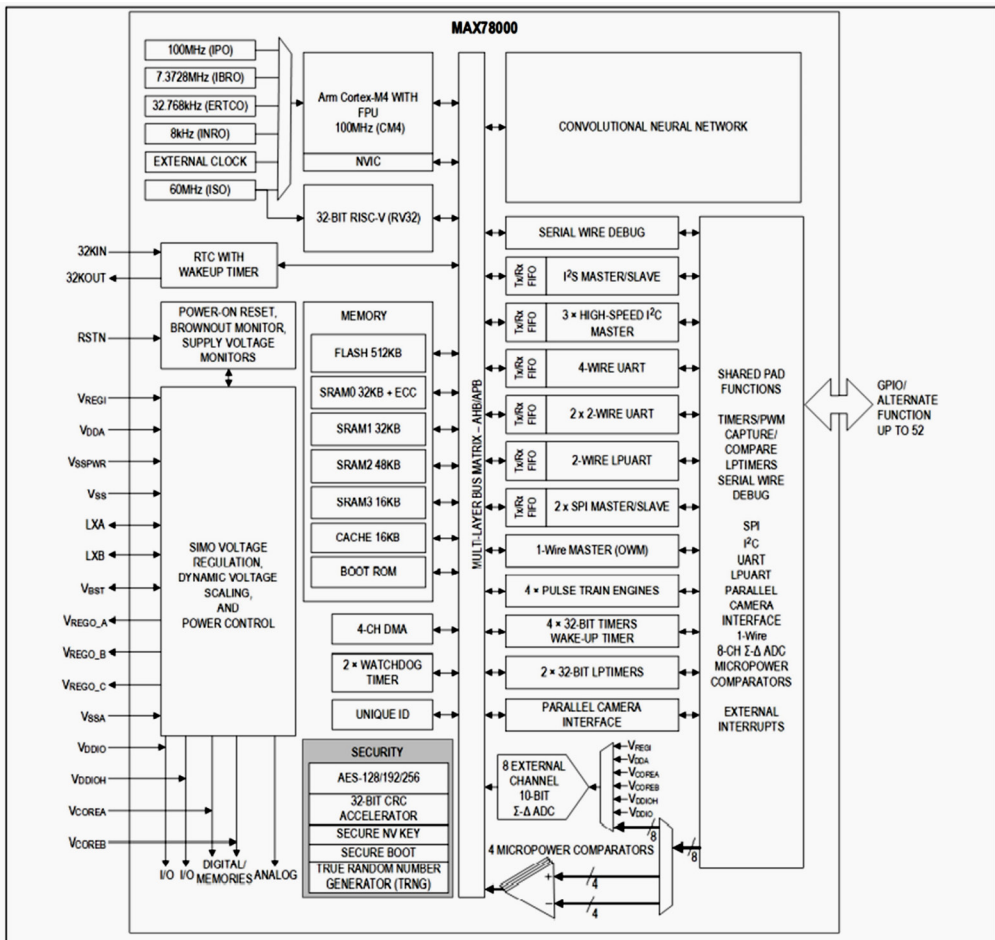 MAX78000
100MHz (IPO)
7.3728MHz (IBRO)
32.768kHz (ERTCO)
8kHz (INRO)
EXTERNAL CLOCK
60MHz (ISO)
Arm Cortex-M4 WITH
FPU
100MHz (CM4)
NVIC
32-BIT RISC-V (RV32)
32KIN
32KOUT
RTC WITH
WAKEUP TIMER
RSTN
POWER-ON RESET,
BROWNOUT MONITOR,
SUPPLY VOLTAGE
MONITORS
VREGI
VDDA
VSSPWR
VSS
LXA
LXB
VBST
VREGO_A
VREGO_B
VREGO_C
VSSA
VDDIO
VDDIOH
VCOREA
VCOREB
SIMO VOLTAGE
REGULATION,
DYNAMIC VOLTAGE
SCALING,
AND
POWER CONTROL
I/O
I/O
DIGITAL/
MEMORIES
ANALOG
MEMORY
FLASH 512KB
SRAM0 32KB + ECC
SRAM1 32KB
SRAM2 48KB
SRAM3 16KB
CACHE 16KB
BOOT ROM
4-CH DMA
2 × WATCHDOG
TIMER
UNIQUE ID
SECURITY
AES-128/192/256
32-BIT CRC
ACCELERATOR
SECURE NV KEY
SECURE BOOT
TRUE RANDOM NUMBER
GENERATOR (TRNG)
MULTI-LAYER BUS MATRIX – AHB/APB
CONVOLUTIONAL NEURAL NETWORK
SERIAL WIRE DEBUG
Tx/Rx
FIFO
I²S MASTER/SLAVE
Tx/Rx
FIFO
3 × HIGH-SPEED I²C
MASTER
Tx/Rx
FIFO
4-WIRE UART
Tx/Rx
FIFO
2 x 2-WIRE UART
Tx/Rx
FIFO
2-WIRE LPUART
Tx/Rx
FIFO
2 x SPI MASTER/SLAVE
1-Wire MASTER (OWM)
4 × PULSE TRAIN ENGINES
4 × 32-BIT TIMERS
WAKE-UP TIMER
2 × 32-BIT LPTIMERS
PARALLEL CAMERA
INTERFACE
8 EXTERNAL
CHANNEL
10-BIT
Σ-Δ ADC
VREGI
VDDA
VCOREA
VCOREB
VDDIOH
VDDIO
8
8
4 MICROPOWER COMPARATORS
+
4
−
4
SHARED PAD
FUNCTIONS
TIMERS/PWM
CAPTURE/
COMPARE
LPTIMERS
SERIAL WIRE
DEBUG
SPI
I²C
UART
LPUART
PARALLEL
CAMERA
INTERFACE
1-Wire
8-CH Σ-Δ ADC
MICROPOWER
COMPARATORS
EXTERNAL
INTERRUPTS
GPIO/
ALTERNATE
FUNCTION
UP TO 52